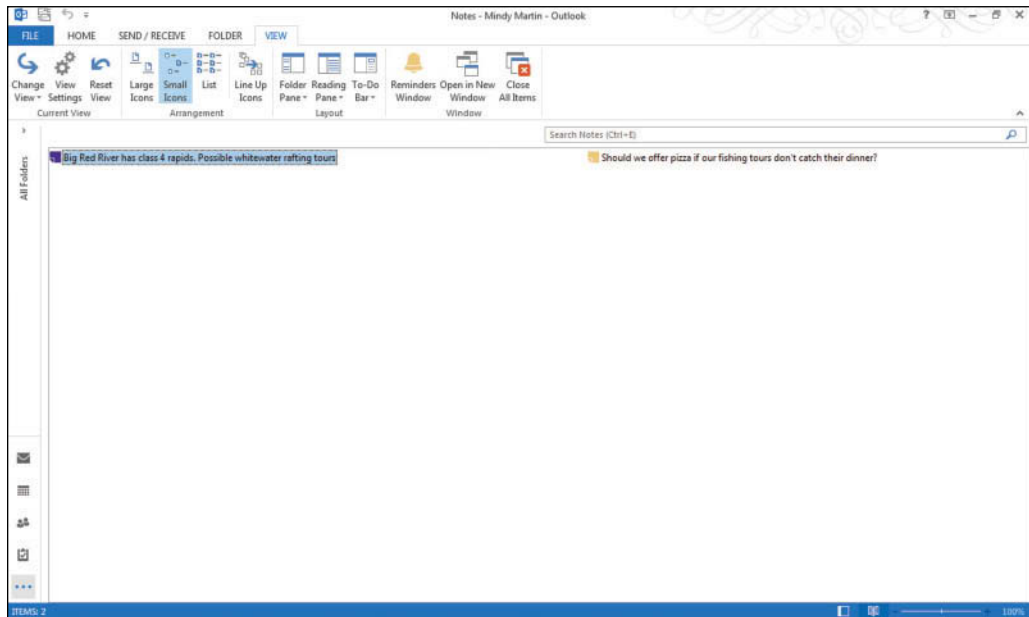 Notes - Mindy Martin - Outlook
FILE HOME SEND / RECEIVE FOLDER VIEW
Change View Reset Large Small List Line Up Folder Reading To-Do Reminders Open in New Close
View Settings View Icons Icons Icons Pane Pane Bar Window Window All Items
Current View Arrangement Layout Window
Search Notes (Ctrl+E)
All Folders
Big Red River has class 4 rapids. Possible whitewater rafting tours Should we offer pizza if our fishing tours don't catch their dinner?
ITEMS: 2 100%